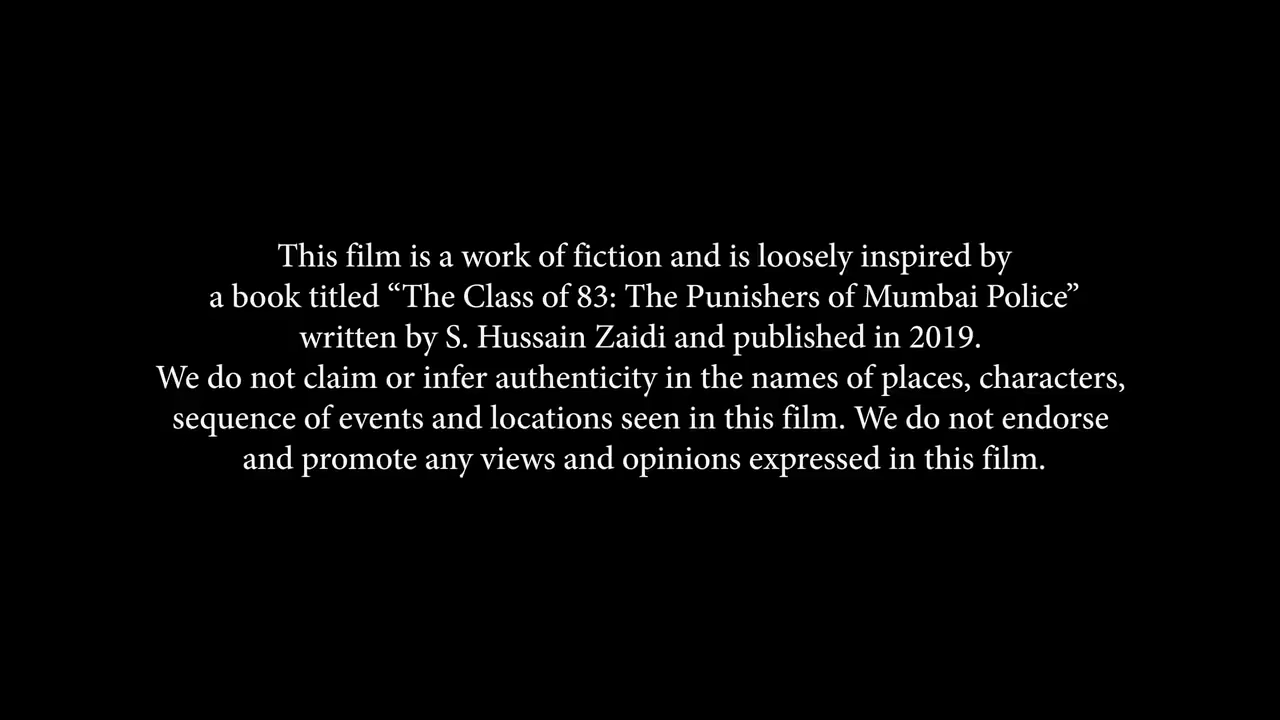 This film is a work of fiction and is loosely inspired by
a book titled “The Class of 83: The Punishers of Mumbai Police”
written by S. Hussain Zaidi and published in 2019.
We do not claim or infer authenticity in the names of places, characters,
sequence of events and locations seen in this film. We do not endorse
and promote any views and opinions expressed in this film.